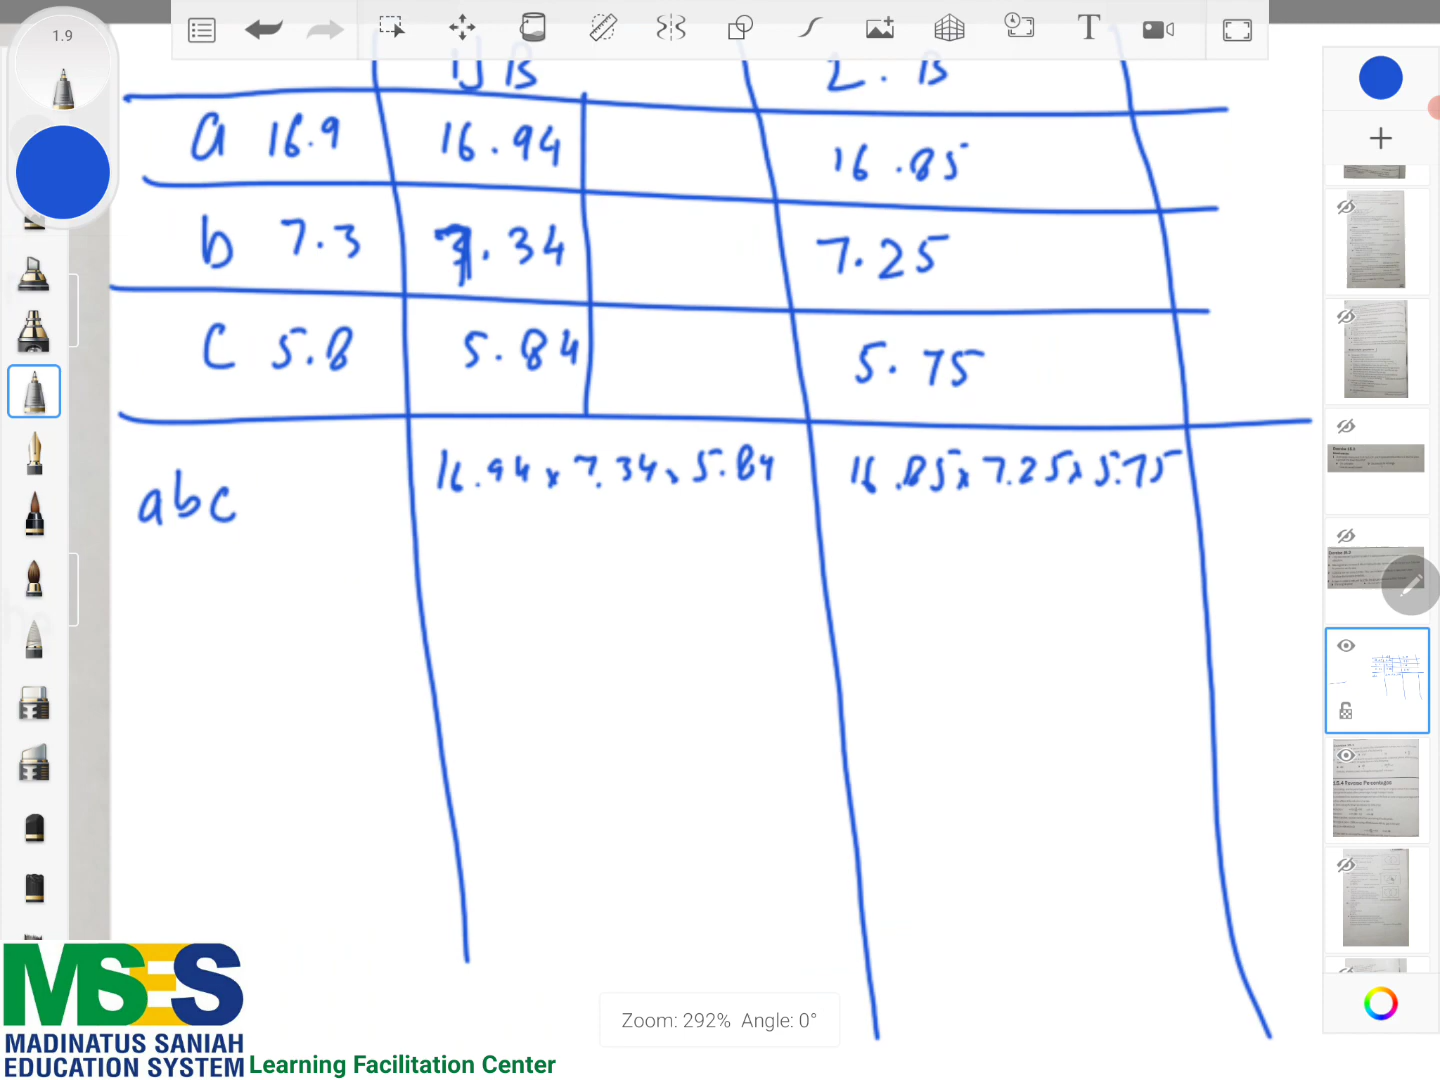 1.9
T
U B L . B
a 16.9 16.94 16.85
b 7.3 7.34 7.25
c 5.8 5.84 5.75
abc 16.94 x 7.34 x 5.84 16.85 x 7.25 x 5.75
Zoom: 292% Angle: 0°
MSES
MADINATUS SANIAH
EDUCATION SYSTEM Learning Facilitation Center